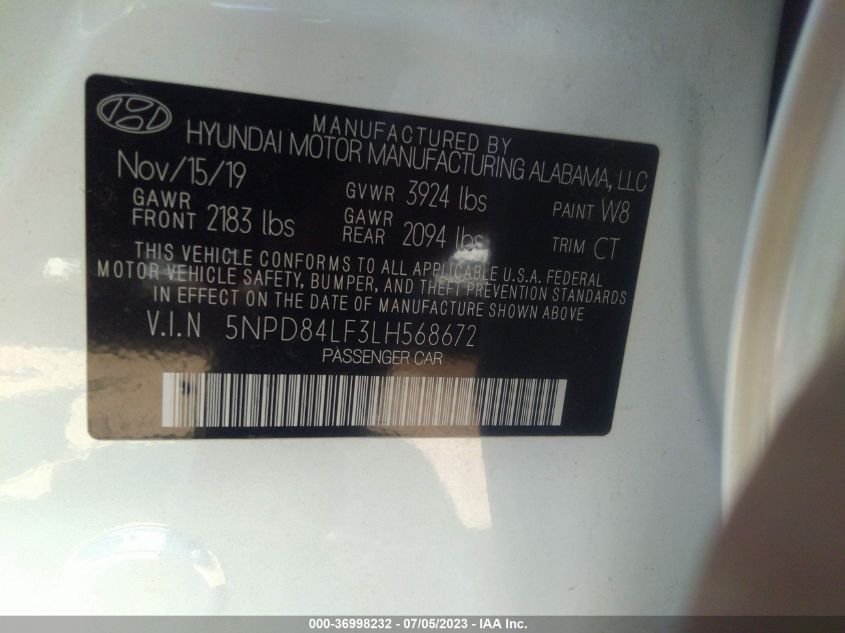 MANUFACTURED BY
HYUNDAI MOTOR MANUFACTURING ALABAMA, LLC
Nov/15/19 GVWR 3924 lbs PAINT W8
GAWR FRONT 2183 lbs GAWR REAR 2094 lbs TRIM CT
THIS VEHICLE CONFORMS TO ALL APPLICABLE U.S.A. FEDERAL
MOTOR VEHICLE SAFETY, BUMPER, AND THEFT PREVENTION STANDARDS
IN EFFECT ON THE DATE OF MANUFACTURE SHOWN ABOVE
V.I.N 5NPD84LF3LH568672
PASSENGER CAR
000-36998232 - 07/05/2023 - IAA Inc.